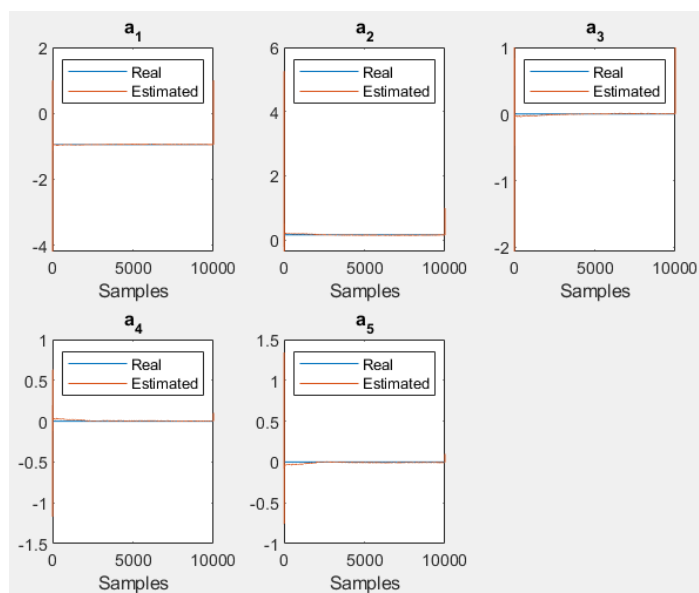 a1
2
0
-2
-4
Real
Estimated
0 5000 10000
Samples
a2
6
4
2
0
Real
Estimated
0 5000 10000
Samples
a3
1
0
-1
-2
Real
Estimated
0 5000 10000
Samples
a4
1
0.5
0
-0.5
-1
-1.5
Real
Estimated
0 5000 10000
Samples
a5
1.5
1
0.5
0
-0.5
-1
Real
Estimated
0 5000 10000
Samples